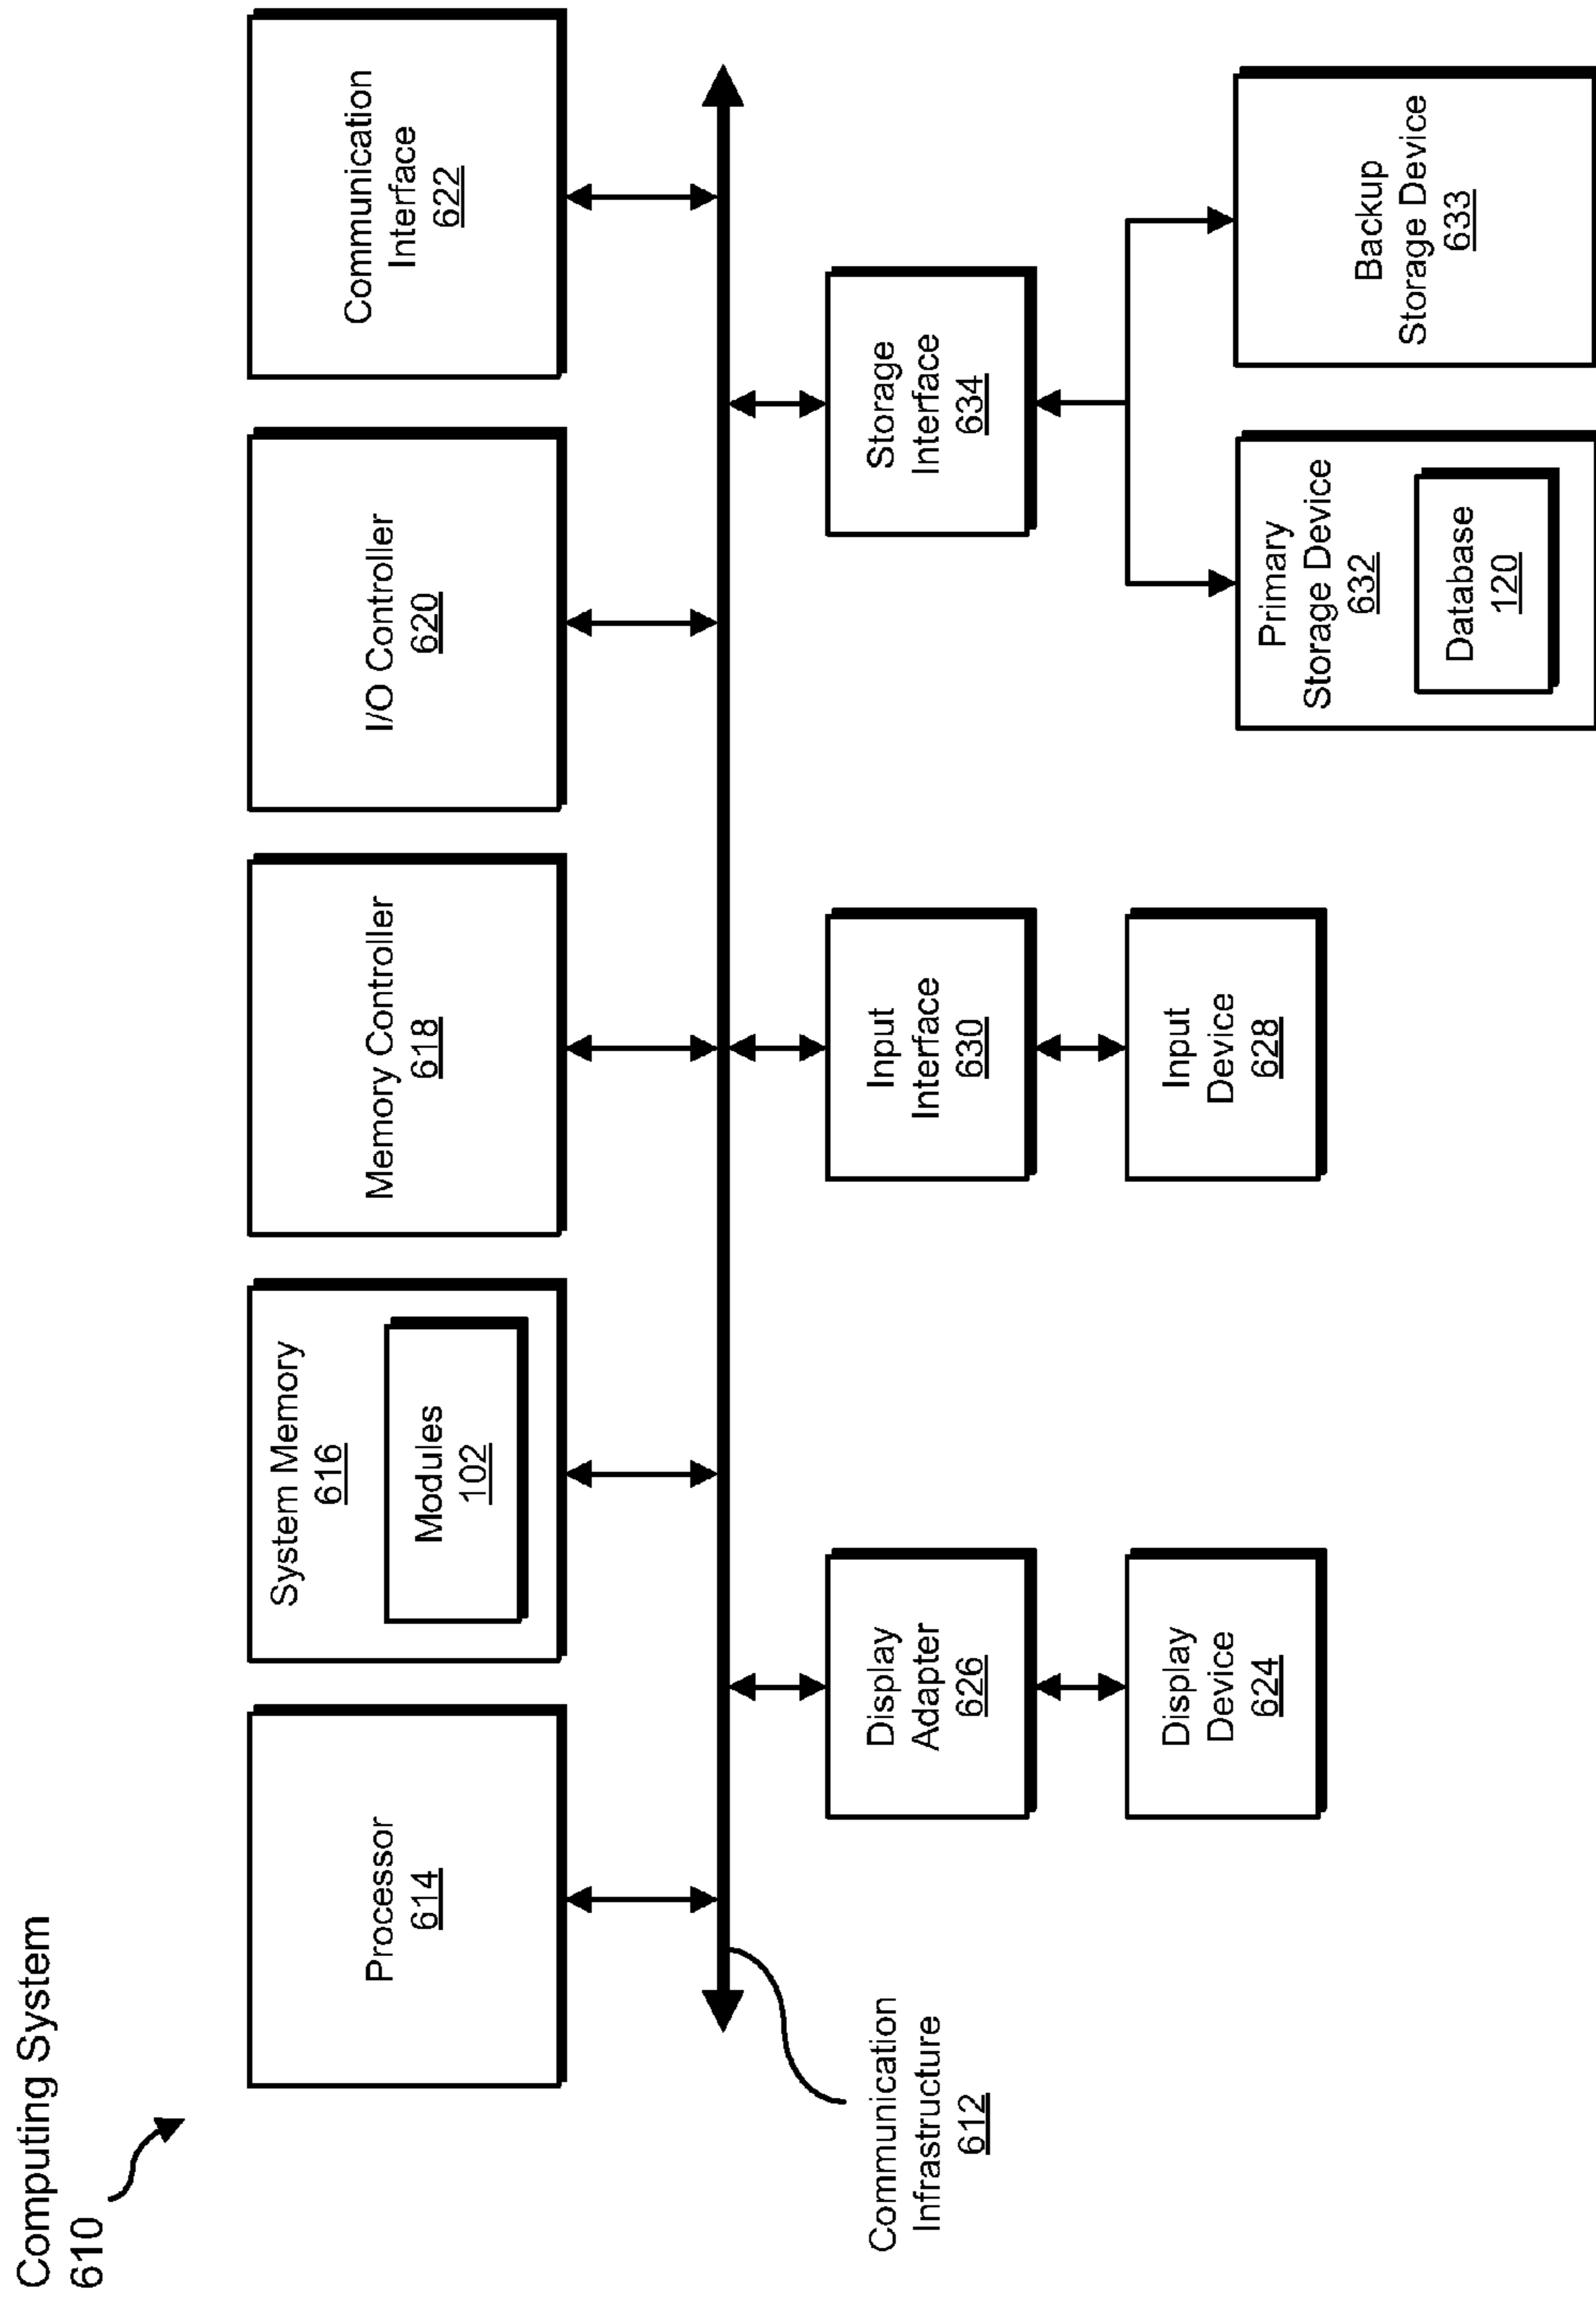 Computing System
610
Processor
614
System Memory
616
Modules
102
Memory Controller
618
I/O Controller
620
Communication
Interface
622
Communication
Infrastructure
612
Display
Adapter
626
Input
Interface
630
Storage
Interface
634
Display
Device
624
Input
Device
628
Primary
Storage Device
632
Database
120
Backup
Storage Device
633